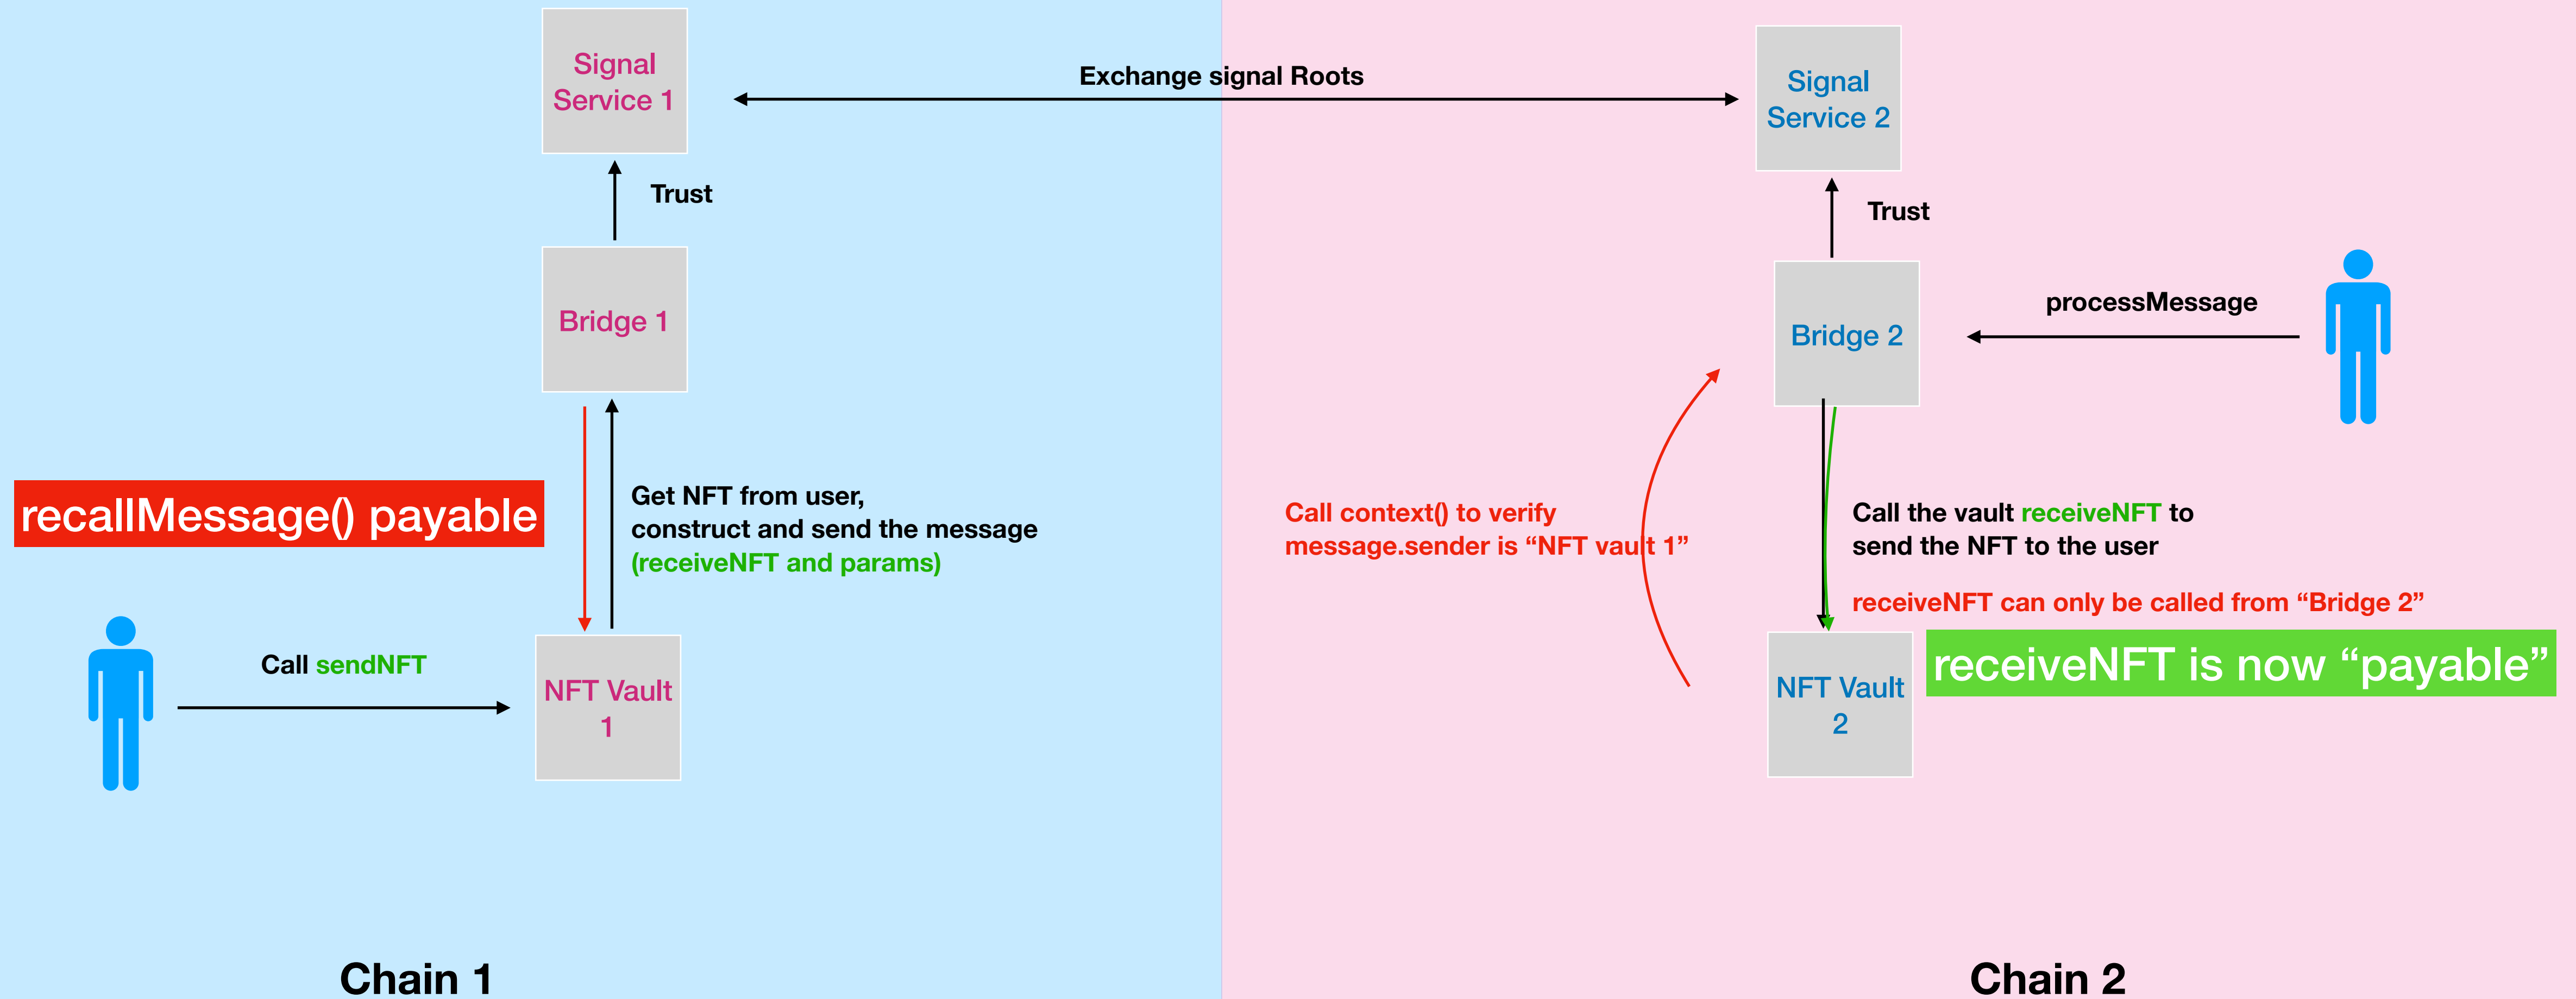 Signal
Service 1
Exchange signal Roots
Signal
Service 2
Trust
Trust
Bridge 1
Bridge 2
processMessage
recallMessage() payable
Get NFT from user,
construct and send the message
(receiveNFT and params)
Call context() to verify
message.sender is “NFT vault 1”
Call the vault receiveNFT to
send the NFT to the user
receiveNFT can only be called from “Bridge 2”
receiveNFT is now “payable”
Call sendNFT
NFT Vault
1
NFT Vault
2
Chain 1
Chain 2